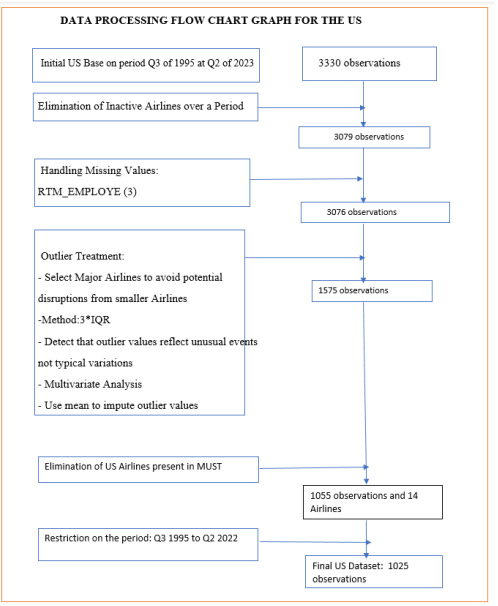 DATA PROCESSING FLOW CHART GRAPH FOR THE US
Initial US Base on period Q3 of 1995 at Q2 of 2023
3330 observations
Elimination of Inactive Airlines over a Period
3079 observations
Handling Missing Values:
RTM_EMPLOYE (3)
3076 observations
Outlier Treatment:
- Select Major Airlines to avoid potential
disruptions from smaller Airlines
-Method:3*IQR
- Detect that outlier values reflect unusual events
not typical variations
- Multivariate Analysis
- Use mean to impute outlier values
1575 observations
Elimination of US Airlines present in MUST
1055 observations and 14
Airlines
Restriction on the period: Q3 1995 to Q2 2022
Final US Dataset: 1025
observations